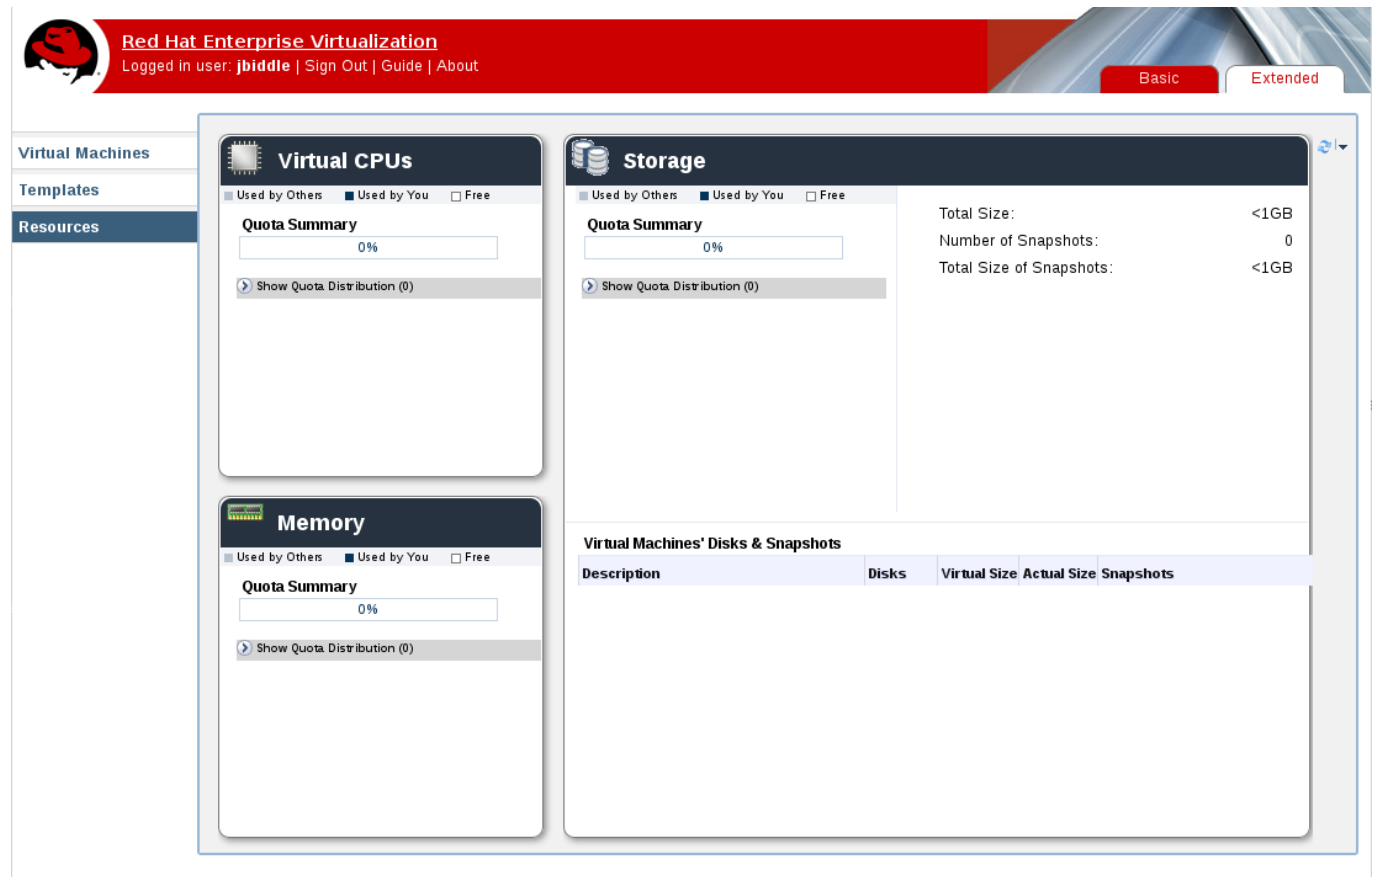 Red Hat Enterprise Virtualization
Logged in user: jbiddle | Sign Out | Guide | About
Basic
Extended
Virtual Machines
Templates
Resources
Virtual CPUs
Used by Others Used by You Free
Quota Summary
0%
Show Quota Distribution (0)
Memory
Used by Others Used by You Free
Quota Summary
0%
Show Quota Distribution (0)
Storage
Used by Others Used by You Free
Quota Summary
0%
Show Quota Distribution (0)
Total Size: <1GB
Number of Snapshots: 0
Total Size of Snapshots: <1GB
Virtual Machines' Disks & Snapshots
Description Disks Virtual Size Actual Size Snapshots